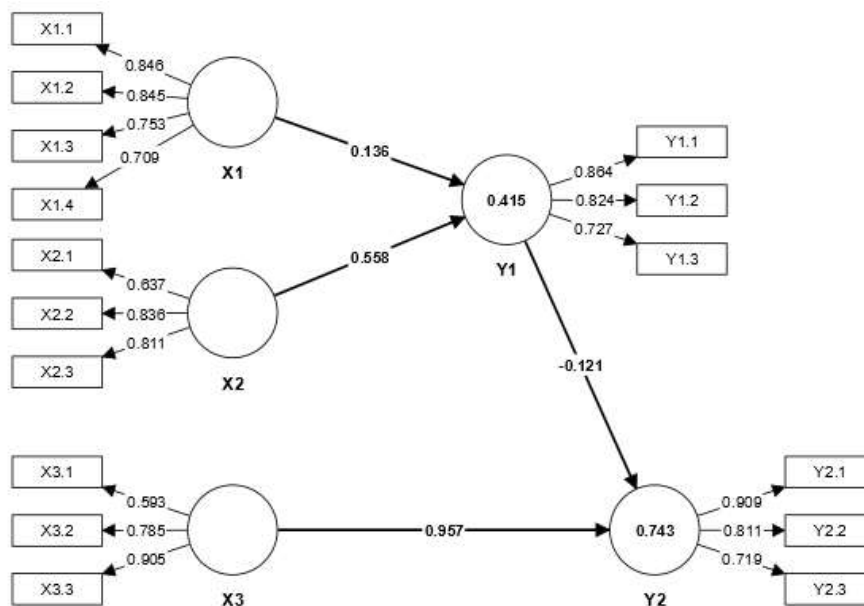 X1.1
0.846
X1.2
0.845
X1.3
0.753
0.709
X1.4
X1
0.136
Y1.1
0.864
0.415
0.824
Y1.2
0.727
Y1.3
Y1
X2.1
0.637
0.558
X2.2
0.836
X2.3
0.811
X2
-0.121
X3.1
0.593
X3.2
0.785
X3.3
0.905
X3
0.957
0.743
Y2
0.909
Y2.1
0.811
Y2.2
0.719
Y2.3